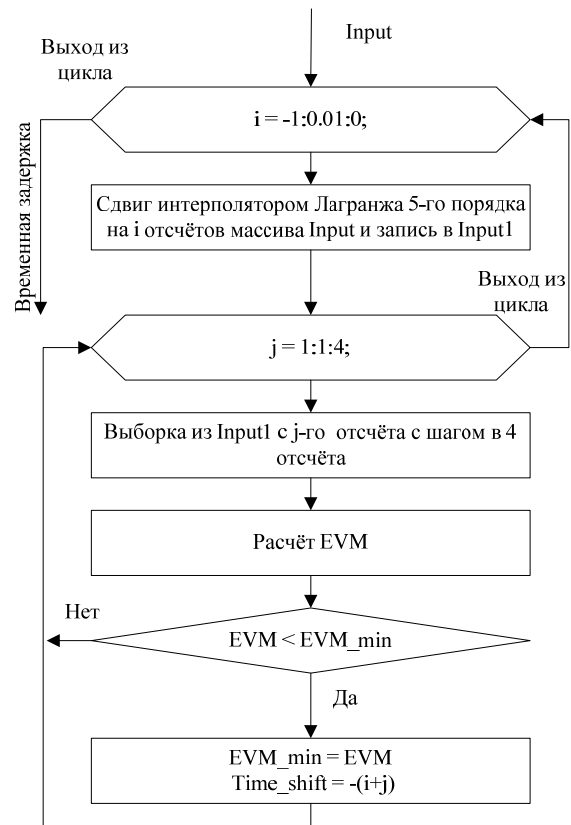 Input
Выход из
цикла
i = -1:0.01:0;
Временная задержка
Сдвиг интерполятором Лагранжа 5-го порядка
на i отсчётов массива Input и запись в Input1
Выход из
цикла
j = 1:1:4;
Выборка из Input1 с j-го отсчёта с шагом в 4
отсчёта
Расчёт EVM
Нет
EVM < EVM_min
Да
EVM_min = EVM
Time_shift = -(i+j)